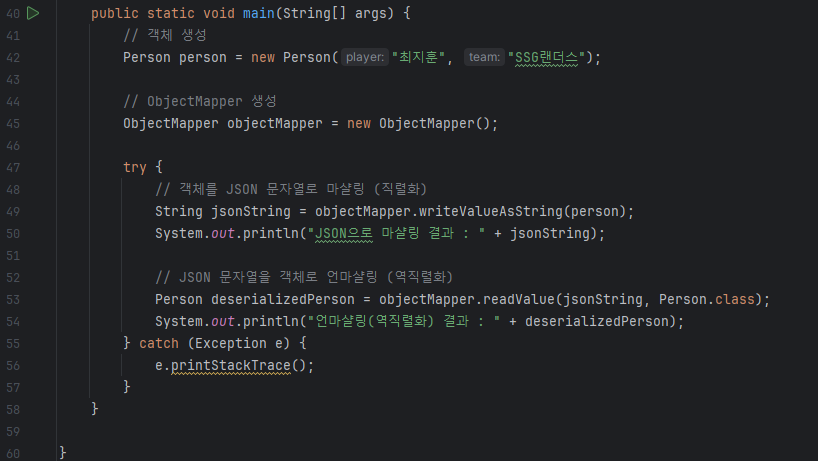 40 public static void main(String[] args) {
41 // 객체 생성
42 Person person = new Person( player: "최지훈", team: "SSG랜더스");
43
44 // ObjectMapper 생성
45 ObjectMapper objectMapper = new ObjectMapper();
46
47 try {
48 // 객체를 JSON 문자열로 마샬링 (직렬화)
49 String jsonString = objectMapper.writeValueAsString(person);
50 System.out.println("JSON으로 마샬링 결과 : " + jsonString);
51
52 // JSON 문자열을 객체로 언마샬링 (역직렬화)
53 Person deserializedPerson = objectMapper.readValue(jsonString, Person.class);
54 System.out.println("언마샬링(역직렬화) 결과 : " + deserializedPerson);
55 } catch (Exception e) {
56 e.printStackTrace();
57 }
58 }
59
60 }